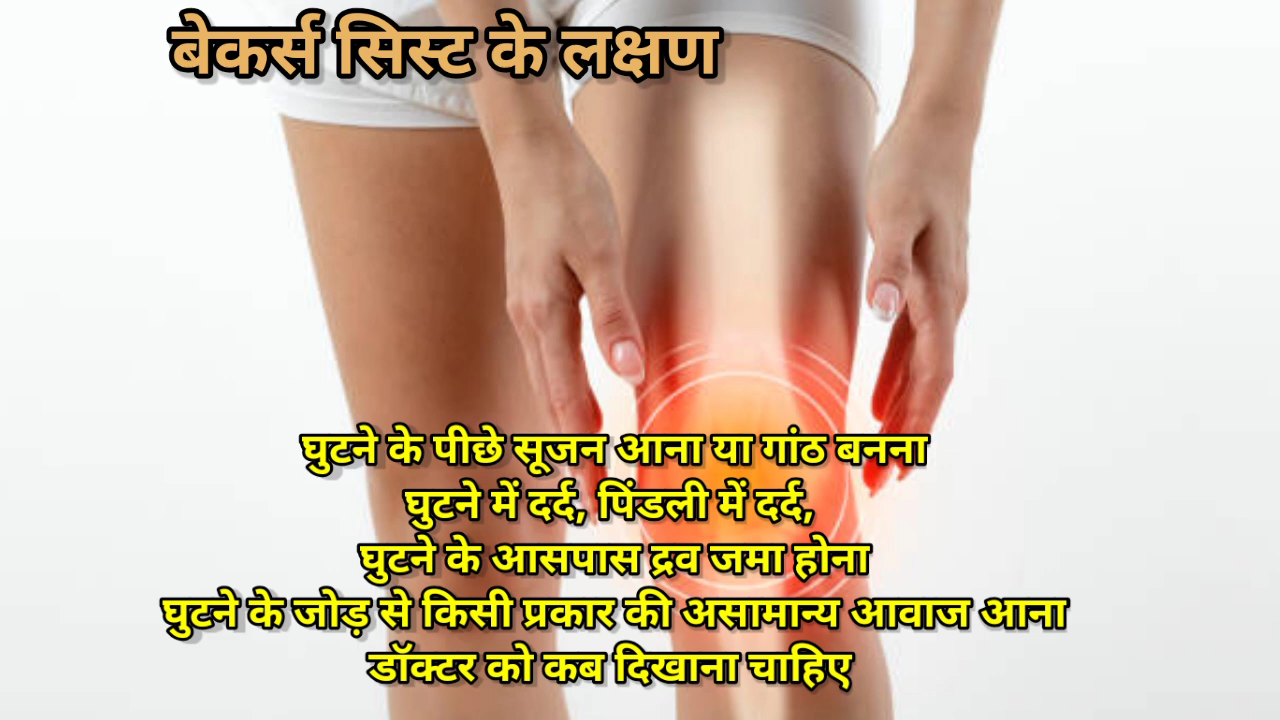 बेकर्स सिस्ट के लक्षण
घुटने के पीछे सूजन आना या गांठ बनना
घुटने में दर्द, पिंडली में दर्द,
घुटने के आसपास द्रव जमा होना
घुटने के जोड़ से किसी प्रकार की असामान्य आवाज आना
डॉक्टर को कब दिखाना चाहिए